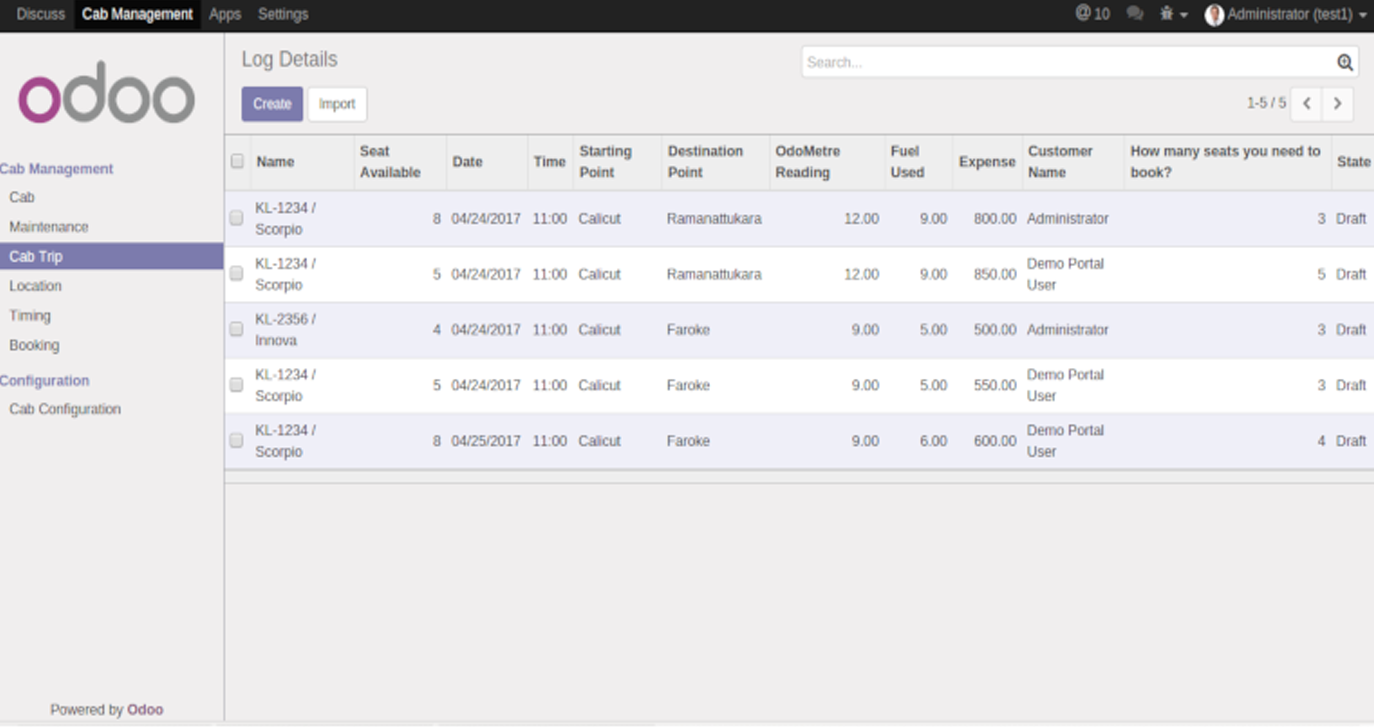 Discuss Cab Management Apps Settings @ 10 Administrator (test1)
odoo
Log Details
Search...
Create Import
1-5 / 5
Cab Management
Cab
Maintenance
Cab Trip
Location
Timing
Booking
Configuration
Cab Configuration
Name Seat Available Date Time Starting Point Destination Point OdoMetre Reading Fuel Used Expense Customer Name How many seats you need to book? State
KL-1234 / Scorpio 8 04/24/2017 11:00 Calicut Ramanattukara 12.00 9.00 800.00 Administrator 3 Draft
KL-1234 / Scorpio 5 04/24/2017 11:00 Calicut Ramanattukara 12.00 9.00 850.00 Demo Portal User 5 Draft
KL-2356 / Innova 4 04/24/2017 11:00 Calicut Faroke 9.00 5.00 500.00 Administrator 3 Draft
KL-1234 / Scorpio 5 04/24/2017 11:00 Calicut Faroke 9.00 5.00 550.00 Demo Portal User 3 Draft
KL-1234 / Scorpio 8 04/25/2017 11:00 Calicut Faroke 9.00 6.00 600.00 Demo Portal User 4 Draft
Powered by Odoo